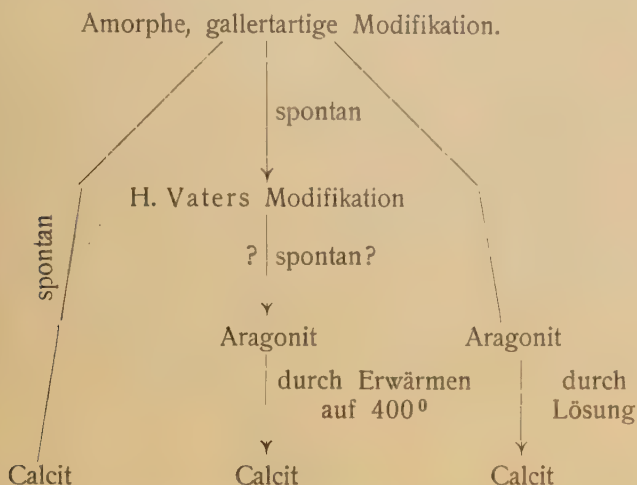 Amorphe, gallertartige Modifikation.
spontan
H. Vaters Modifikation
spontan
? spontan?
Aragonit Aragonit
durch Erwärmen durch
auf 400⁰ Lösung
Calcit Calcit Calcit